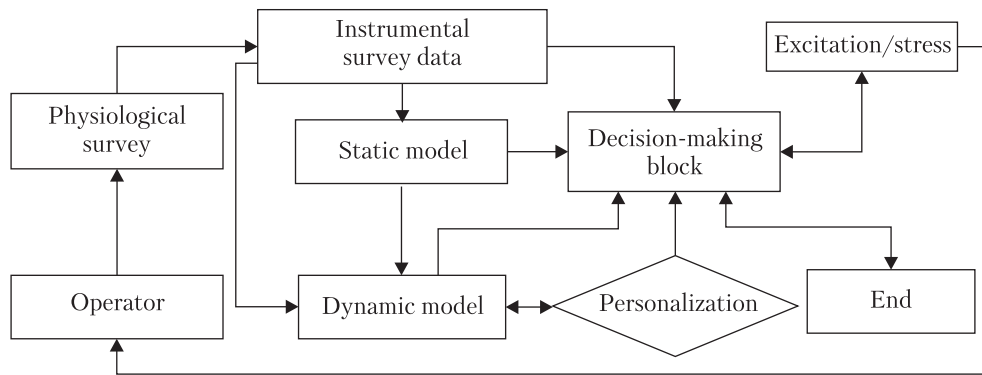 Instrumental
survey data
Excitation/stress
Physiological
survey
Static model
Decision-making
block
Operator
Dynamic model
Personalization
End